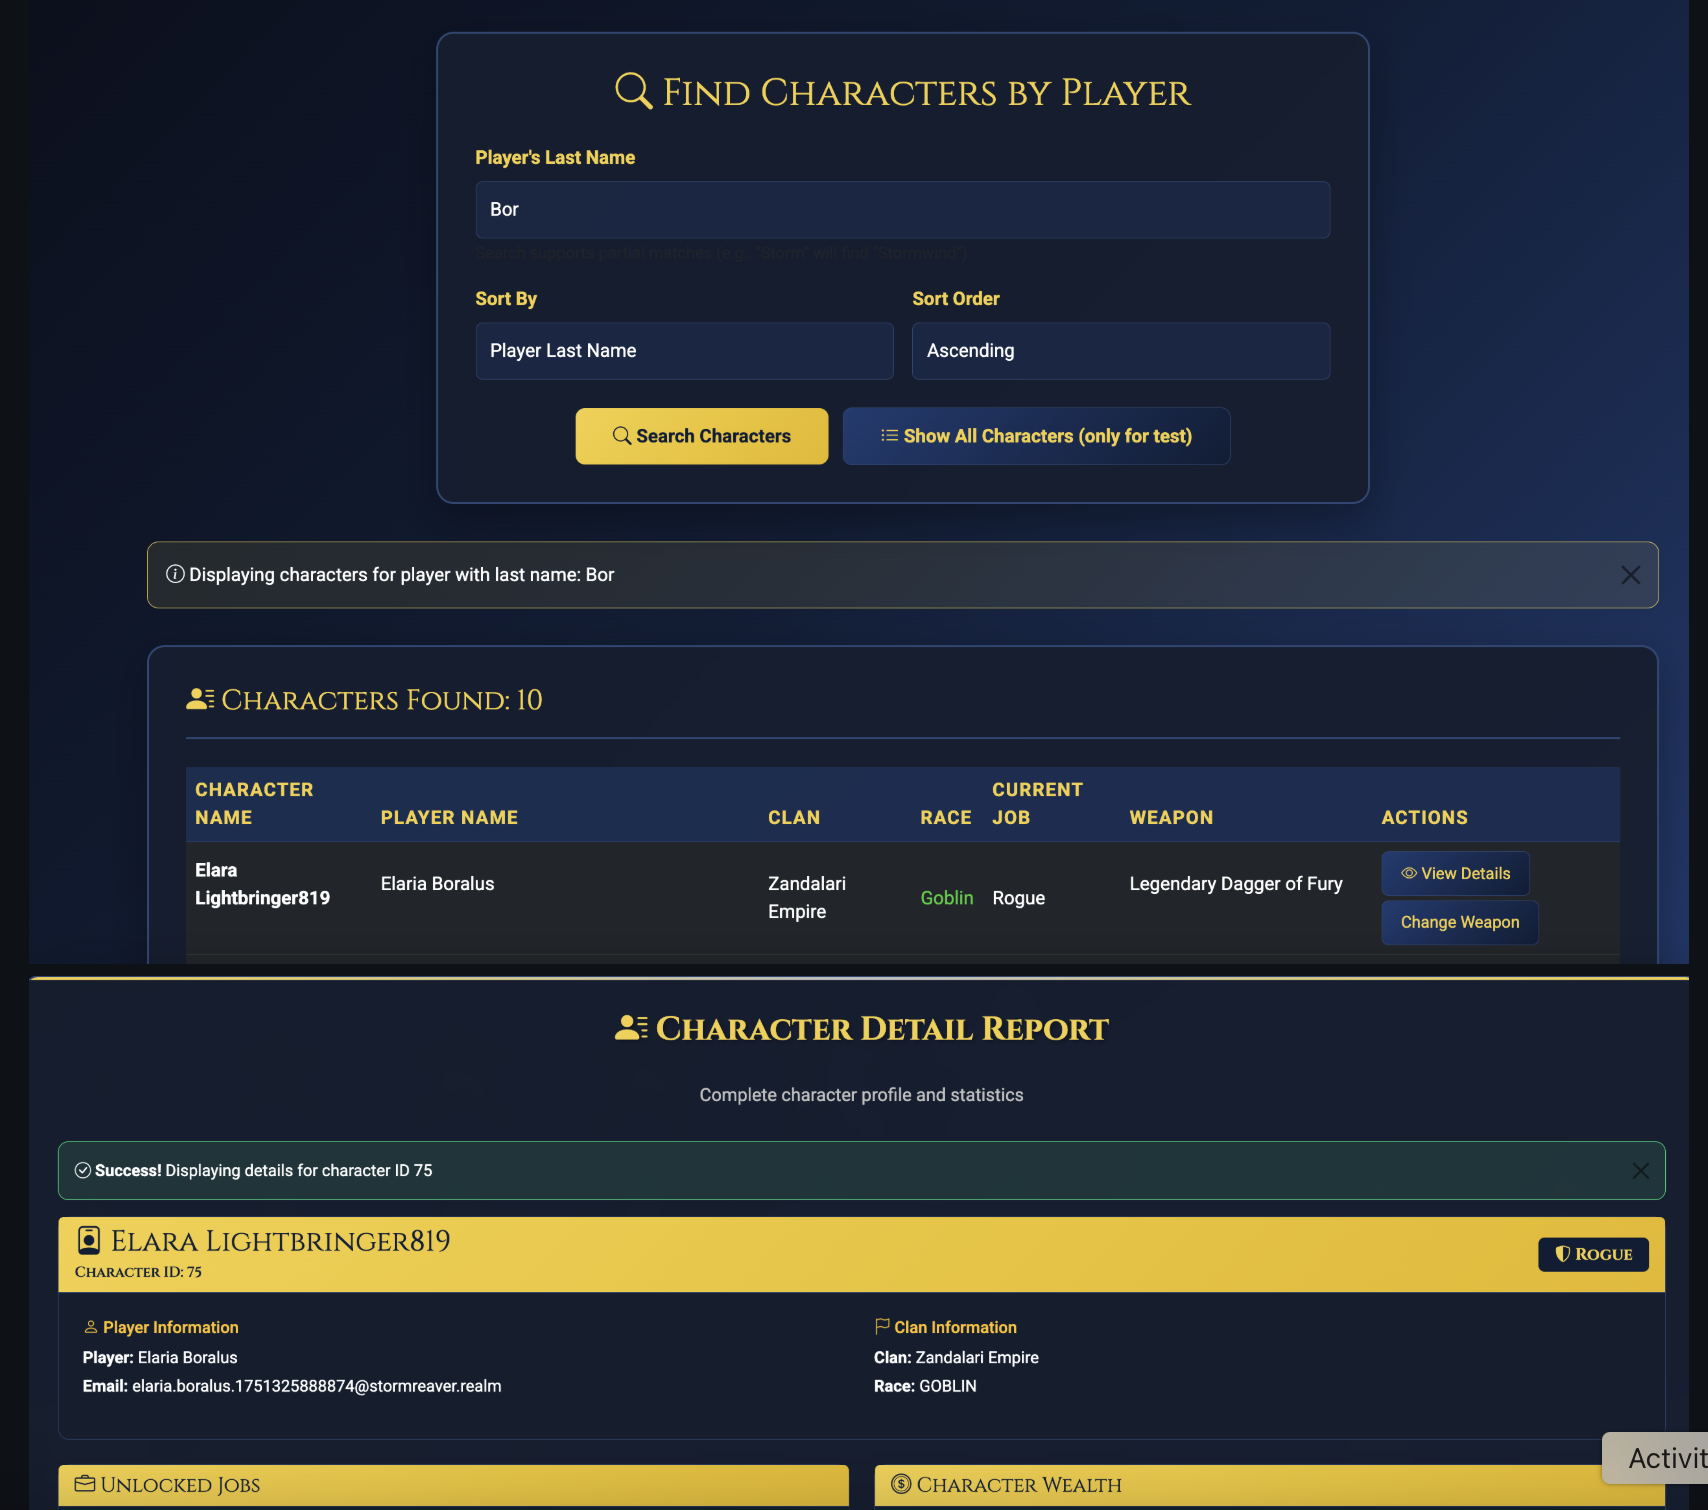 Find Characters by Player
Player's Last Name
Bor
Search supports partial matches (e.g., "Storm" will find "Stormwind")
Sort By
Sort Order
Player Last Name
Ascending
Search Characters
Show All Characters (only for test)
Displaying characters for player with last name: Bor
Characters Found: 10
CHARACTER NAME
PLAYER NAME
CLAN
RACE
CURRENT JOB
WEAPON
ACTIONS
Elara
Lightbringer819
Elaria Boralus
Zandalari
Empire
Goblin
Rogue
Legendary Dagger of Fury
View Details
Change Weapon
Character Detail Report
Complete character profile and statistics
Success! Displaying details for character ID 75
Elara Lightbringer819
Character ID: 75
Rogue
Player Information
Player: Elaria Boralus
Email: elaria.boralus.1751325888874@stormreaver.realm
Clan Information
Clan: Zandalari Empire
Race: GOBLIN
Activit
Unlocked Jobs
Character Wealth